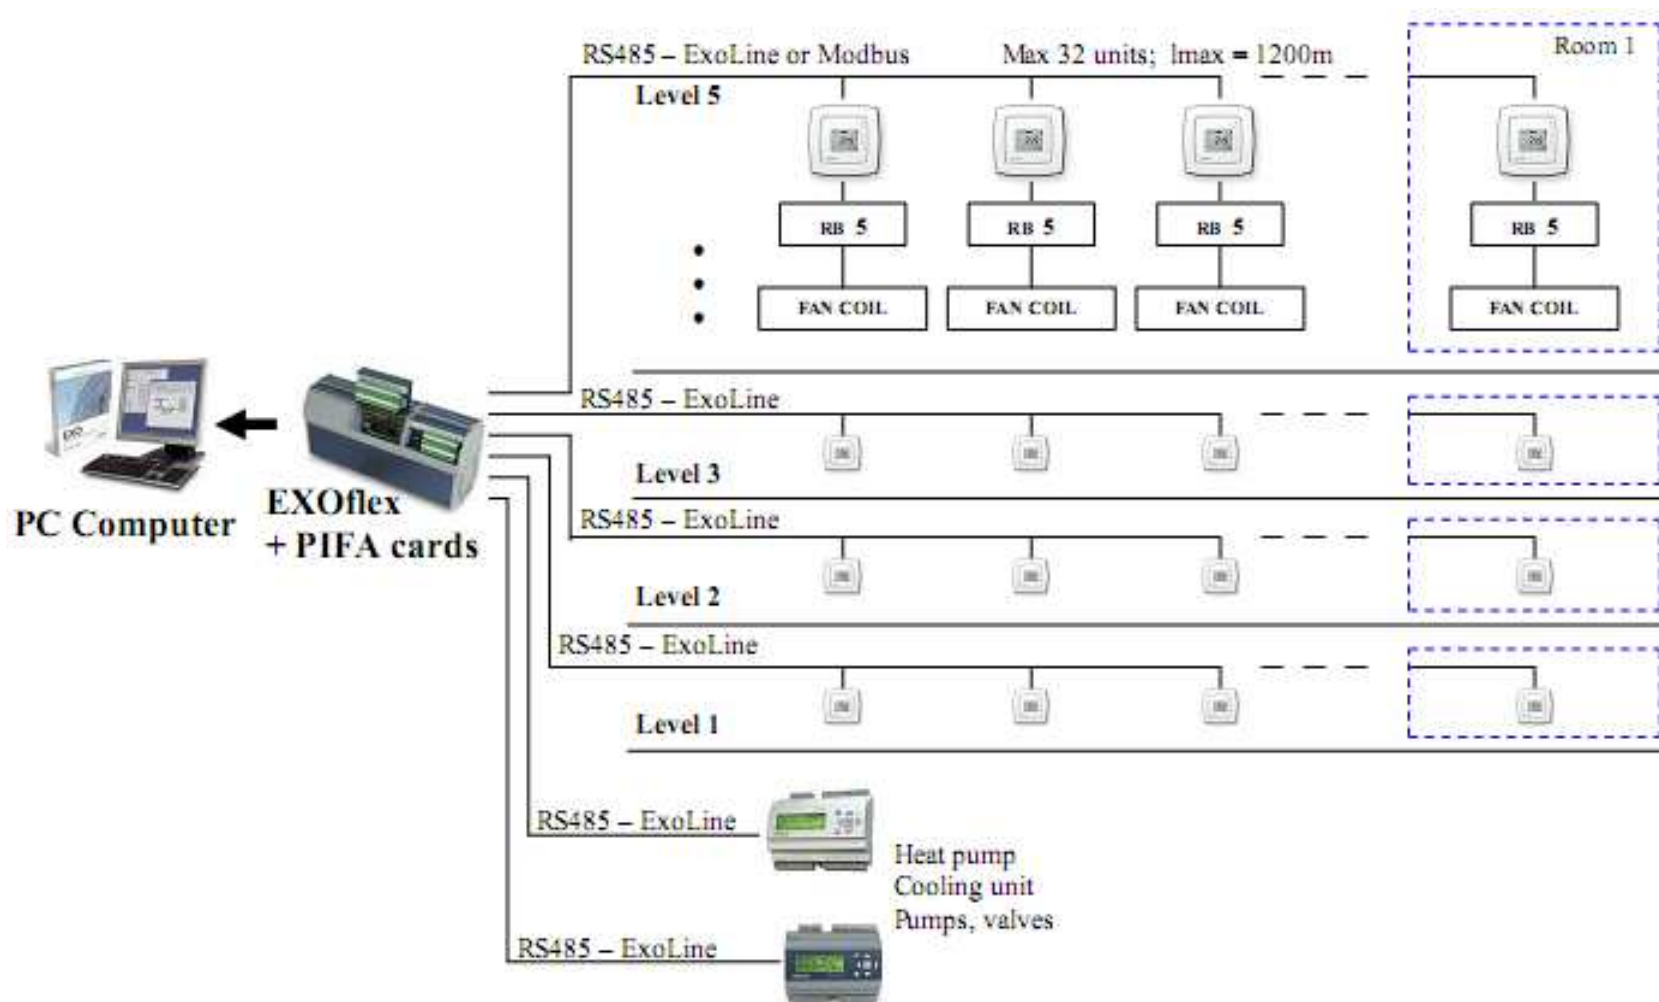 RS485 – ExoLine or Modbus
Max 32 units; lmax = 1200m
Room 1
Level 5
RB 5
RB 5
RB 5
RB 5
FAN COIL
FAN COIL
FAN COIL
FAN COIL
RS485 – ExoLine
Level 3
PC Computer
EXOflex
+ PIFA cards
RS485 – ExoLine
Level 2
RS485 – ExoLine
Level 1
RS485 – ExoLine
Heat pump
Cooling unit
Pumps, valves
RS485 – ExoLine